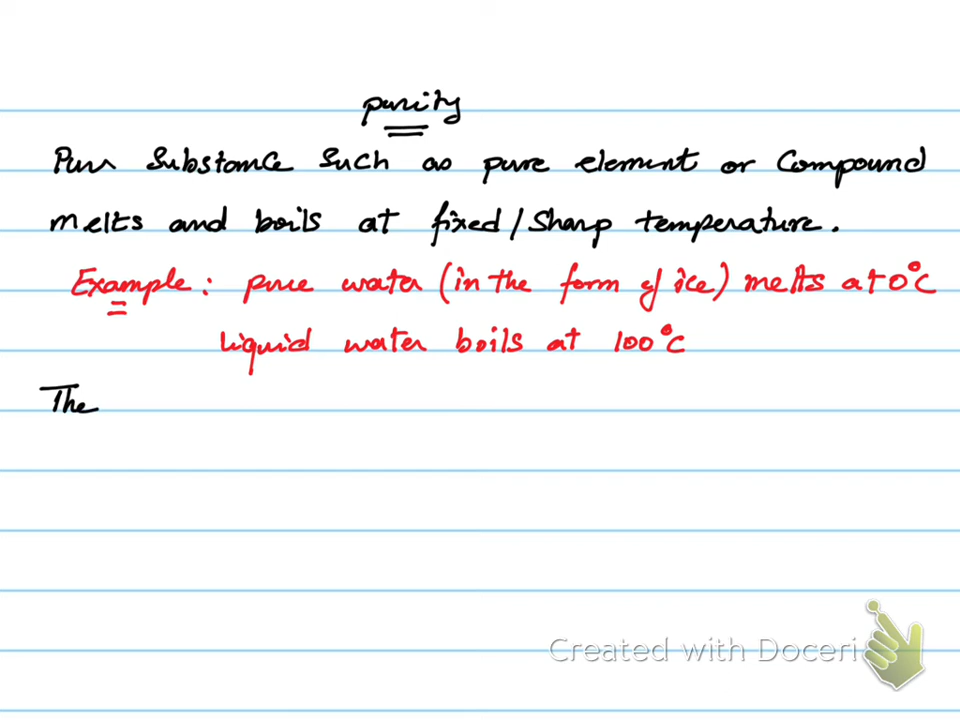 purity
Pure Substance Such as pure element or Compound
melts and boils at fixed/Sharp temperature.
Example: pure water (in the form of ice) melts at 0°C
liquid water boils at 100°C
The
Created with Doceri